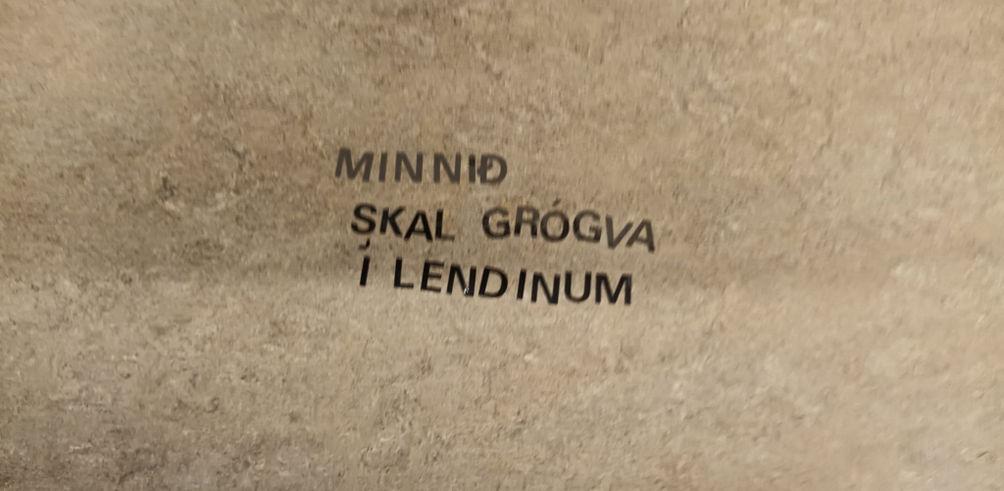 MINNIÐ
SKAL GRÓGVA
Í LENDINUM